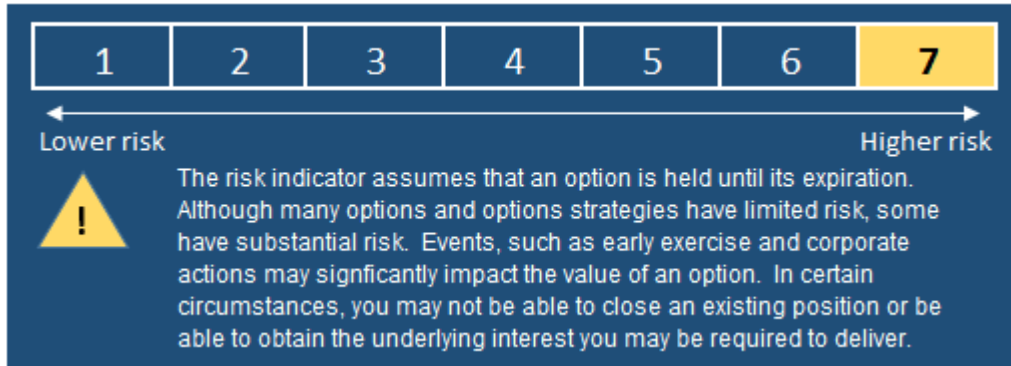 1 2 3 4 5 6 7
Lower risk Higher risk
!
The risk indicator assumes that an option is held until its expiration.
Although many options and options strategies have limited risk, some
have substantial risk.  Events, such as early exercise and corporate
actions may signficantly impact the value of an option.  In certain
circumstances, you may not be able to close an existing position or be
able to obtain the underlying interest you may be required to deliver.